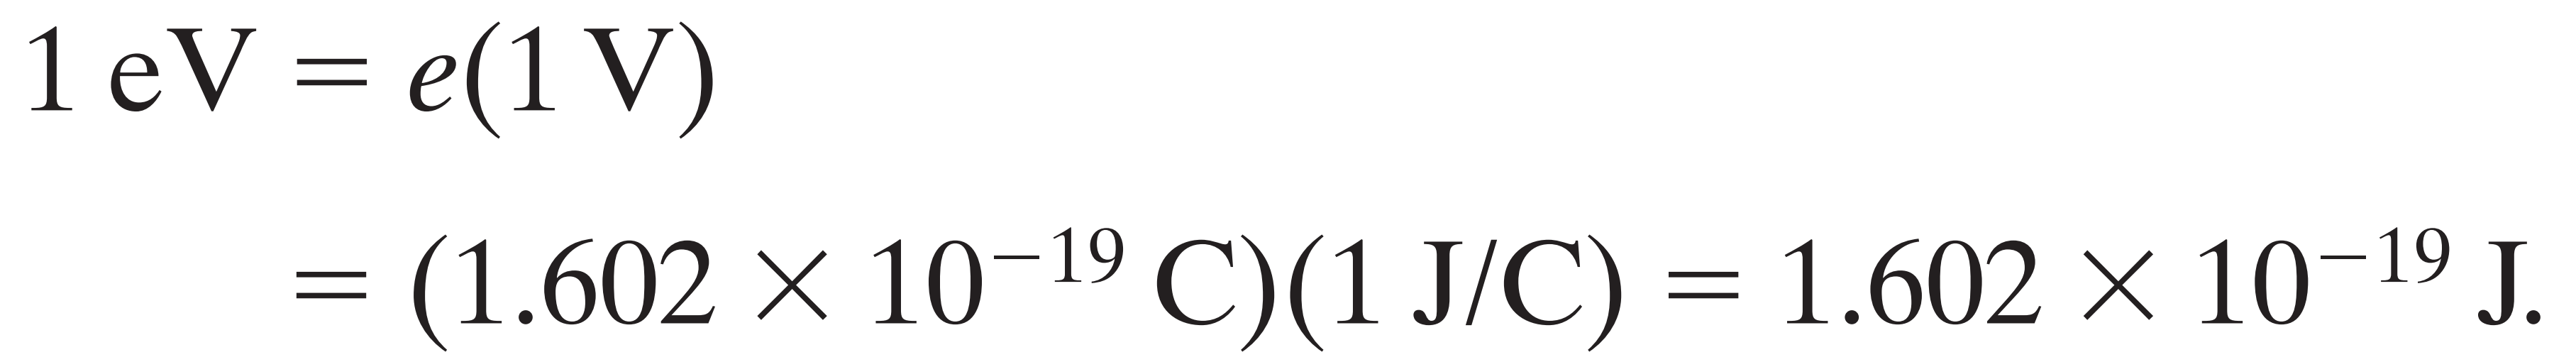 1 eV = e(1 V)
= (1.602 × 10⁻¹⁹ C)(1 J/C) = 1.602 × 10⁻¹⁹ J.